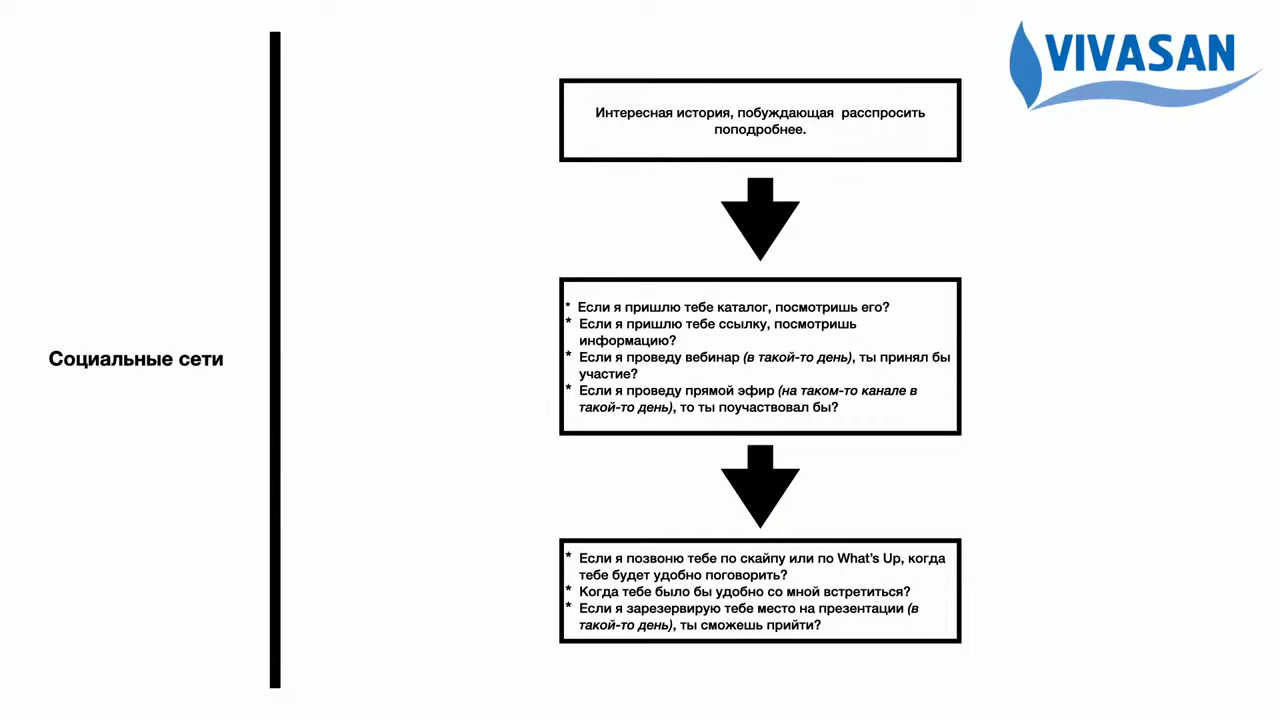 VIVASAN
Интересная история, побуждающая  расспросить
поподробнее.
Социальные сети
* Если я пришлю тебе каталог, посмотришь его?
* Если я пришлю тебе ссылку, посмотришь
информацию?
* Если я проведу вебинар (в такой-то день), ты принял бы
участие?
* Если я проведу прямой эфир (на таком-то канале в
такой-то день), то ты поучаствовал бы?
* Если я позвоню тебе по скайпу или по What’s Up, когда
тебе будет удобно поговорить?
* Когда тебе было бы удобно со мной встретиться?
* Если я зарезервирую тебе место на презентации (в
такой-то день), ты сможешь прийти?